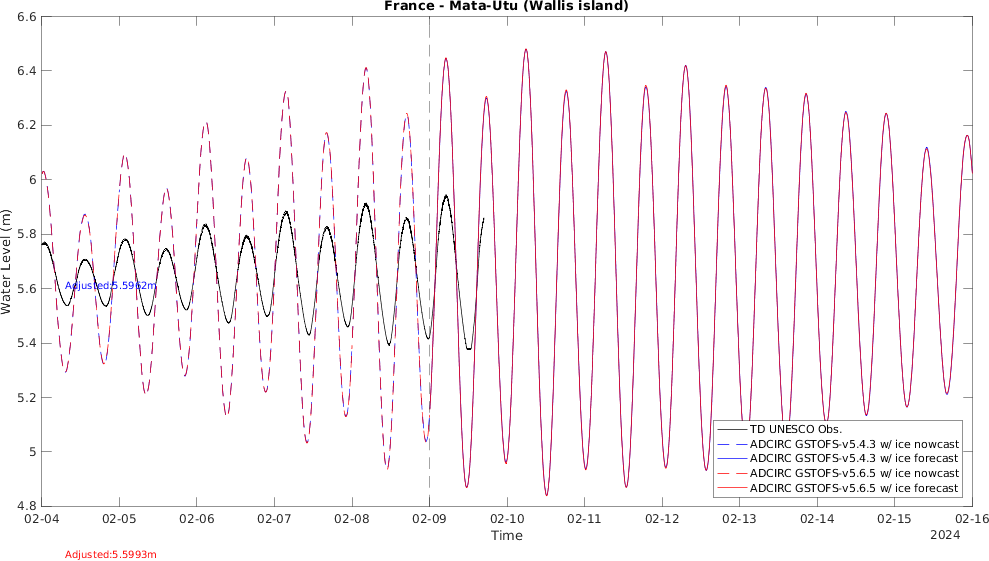 France - Mata-Utu (Wallis island)
6.6
6.4
6.2
6
5.8
5.6
5.4
5.2
5
4.8
Water Level (m)
Adjusted:5.5962m
TD UNESCO Obs.
ADCIRC GSTOFS-v5.4.3 w/ ice nowcast
ADCIRC GSTOFS-v5.4.3 w/ ice forecast
ADCIRC GSTOFS-v5.6.5 w/ ice nowcast
ADCIRC GSTOFS-v5.6.5 w/ ice forecast
02-04 02-05 02-06 02-07 02-08 02-09 02-10 02-11 02-12 02-13 02-14 02-15 02-16
Time
2024
Adjusted:5.5993m